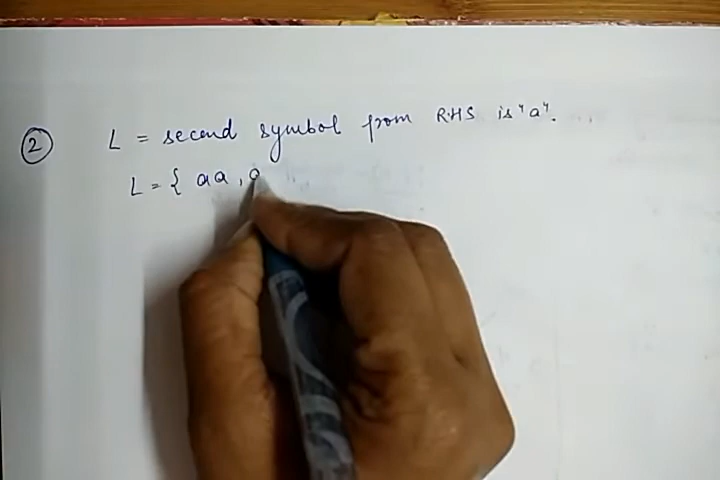 ② L = second symbol from RHS is "a".
L = { aa , a